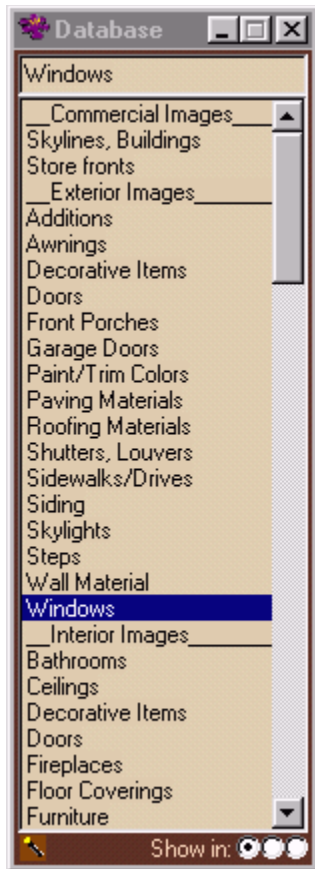 Database
Windows
__Commercial Images____
Skylines, Buildings
Store fronts
__Exterior Images________
Additions
Awnings
Decorative Items
Doors
Front Porches
Garage Doors
Paint/Trim Colors
Paving Materials
Roofing Materials
Shutters, Louvers
Sidewalks/Drives
Siding
Skylights
Steps
Wall Material
Windows
__Interior Images________
Bathrooms
Ceilings
Decorative Items
Doors
Fireplaces
Floor Coverings
Furniture
Show in: